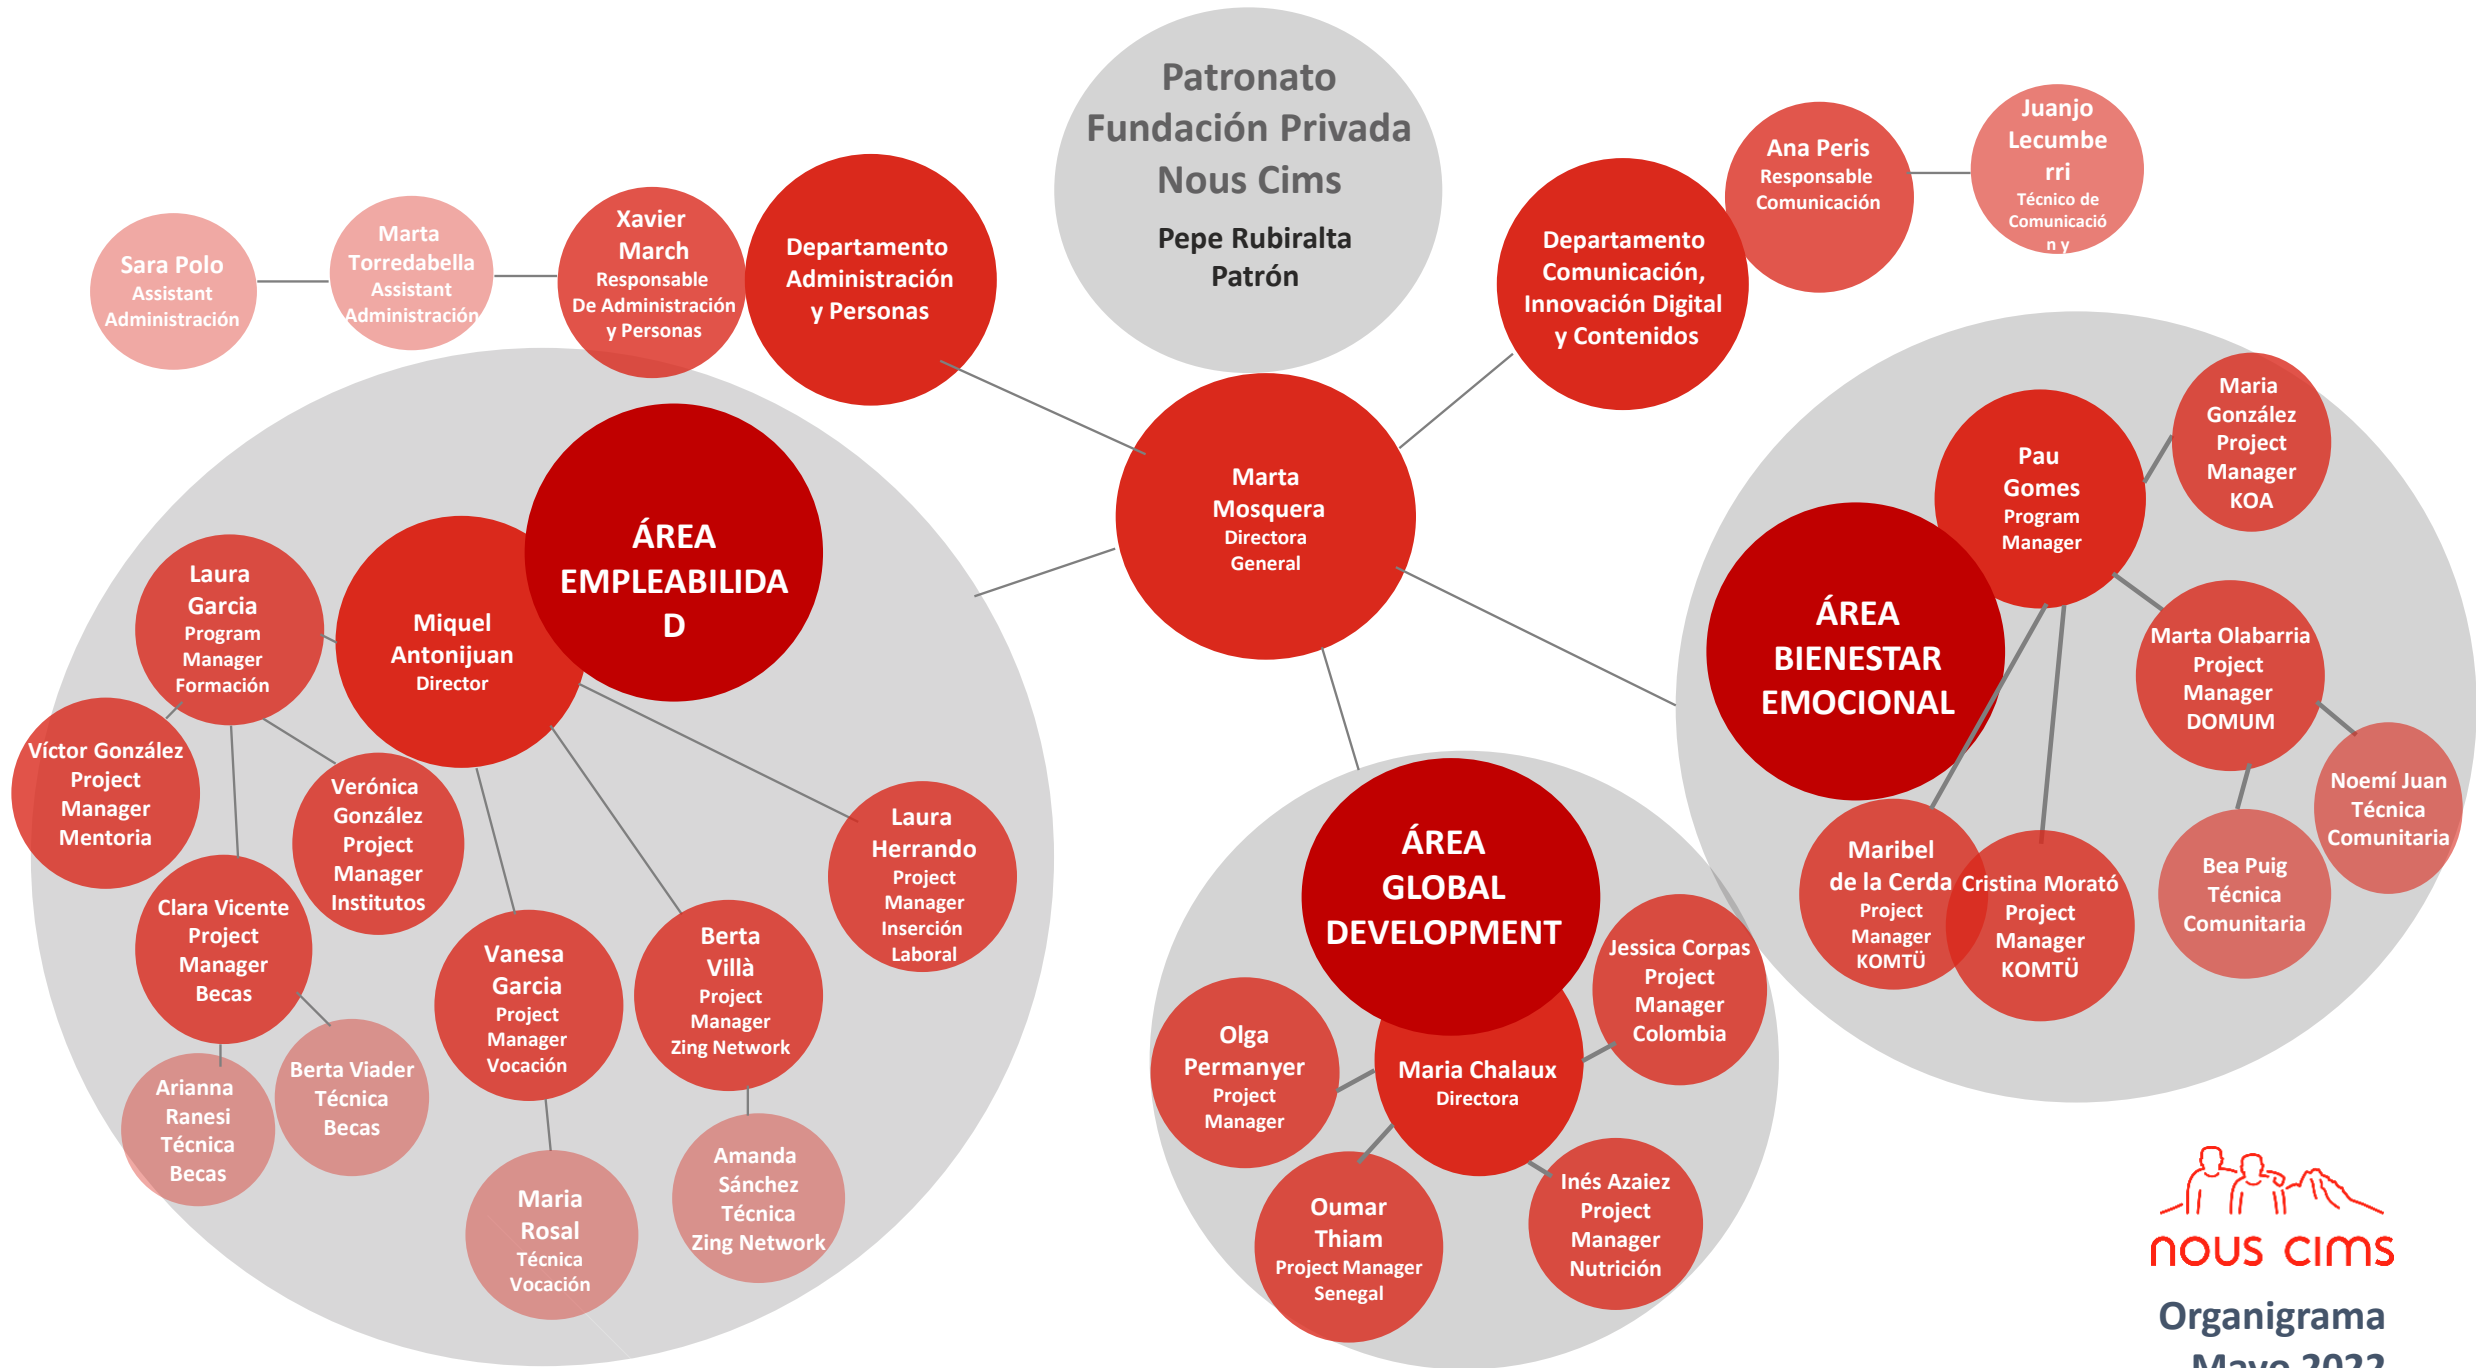 Patronato
Fundación Privada
Nous Cims
Pepe Rubiralta
Patrón
Sara Polo
Assistant
Administración
Marta
Torredabella
Assistant
Administración
Xavier
March
Responsable
De Administración
y Personas
Departamento
Administración
y Personas
Departamento
Comunicación,
Innovación Digital
y Contenidos
Ana Peris
Responsable
Comunicación
Juanjo
Lecumbe
rri
Técnico de
Comunicació
n y
Marta
Mosquera
Directora
General
ÁREA
EMPLEABILIDA
D
Miquel
Antonijuan
Director
Laura
Garcia
Program
Manager
Formación
Víctor González
Project
Manager
Mentoria
Verónica
González
Project
Manager
Institutos
Clara Vicente
Project
Manager
Becas
Arianna
Ranesi
Técnica
Becas
Berta Viader
Técnica
Becas
Vanesa
Garcia
Project
Manager
Vocación
Maria
Rosal
Técnica
Vocación
Berta
Villà
Project
Manager
Zing Network
Amanda
Sánchez
Técnica
Zing Network
Laura
Herrando
Project
Manager
Inserción
Laboral
ÁREA
GLOBAL
DEVELOPMENT
Maria Chalaux
Directora
Olga
Permanyer
Project
Manager
Oumar
Thiam
Project Manager
Senegal
Inés Azaiez
Project
Manager
Nutrición
Jessica Corpas
Project
Manager
Colombia
ÁREA
BIENESTAR
EMOCIONAL
Pau
Gomes
Program
Manager
Maria
González
Project
Manager
KOA
Marta Olabarria
Project
Manager
DOMUM
Noemí Juan
Técnica
Comunitaria
Bea Puig
Técnica
Comunitaria
Maribel
de la Cerda
Project
Manager
KOMTÜ
Cristina Morató
Project
Manager
KOMTÜ
nous cims
Organigrama
Mayo 2022